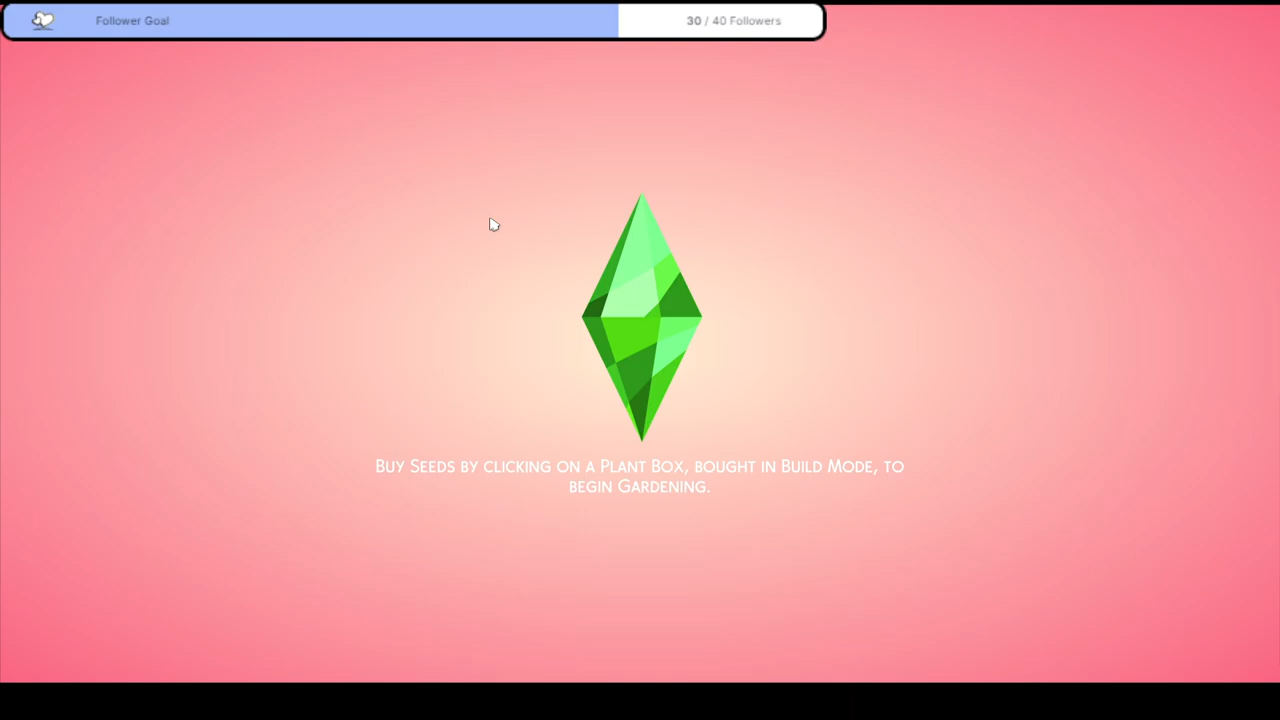 Follower Goal
30 / 40 Followers
BUY SEEDS BY CLICKING ON A PLANT BOX, BOUGHT IN BUILD MODE, TO
BEGIN GARDENING.